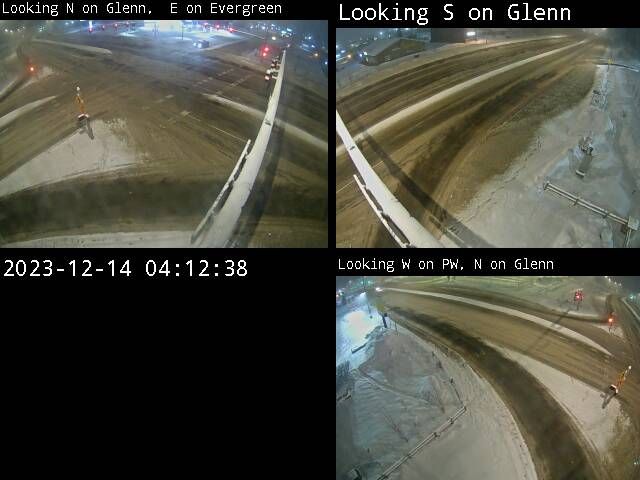 Looking N on Glenn,  E on Evergreen
Looking S on Glenn
2023-12-14 04:12:38
Looking W on PW, N on Glenn